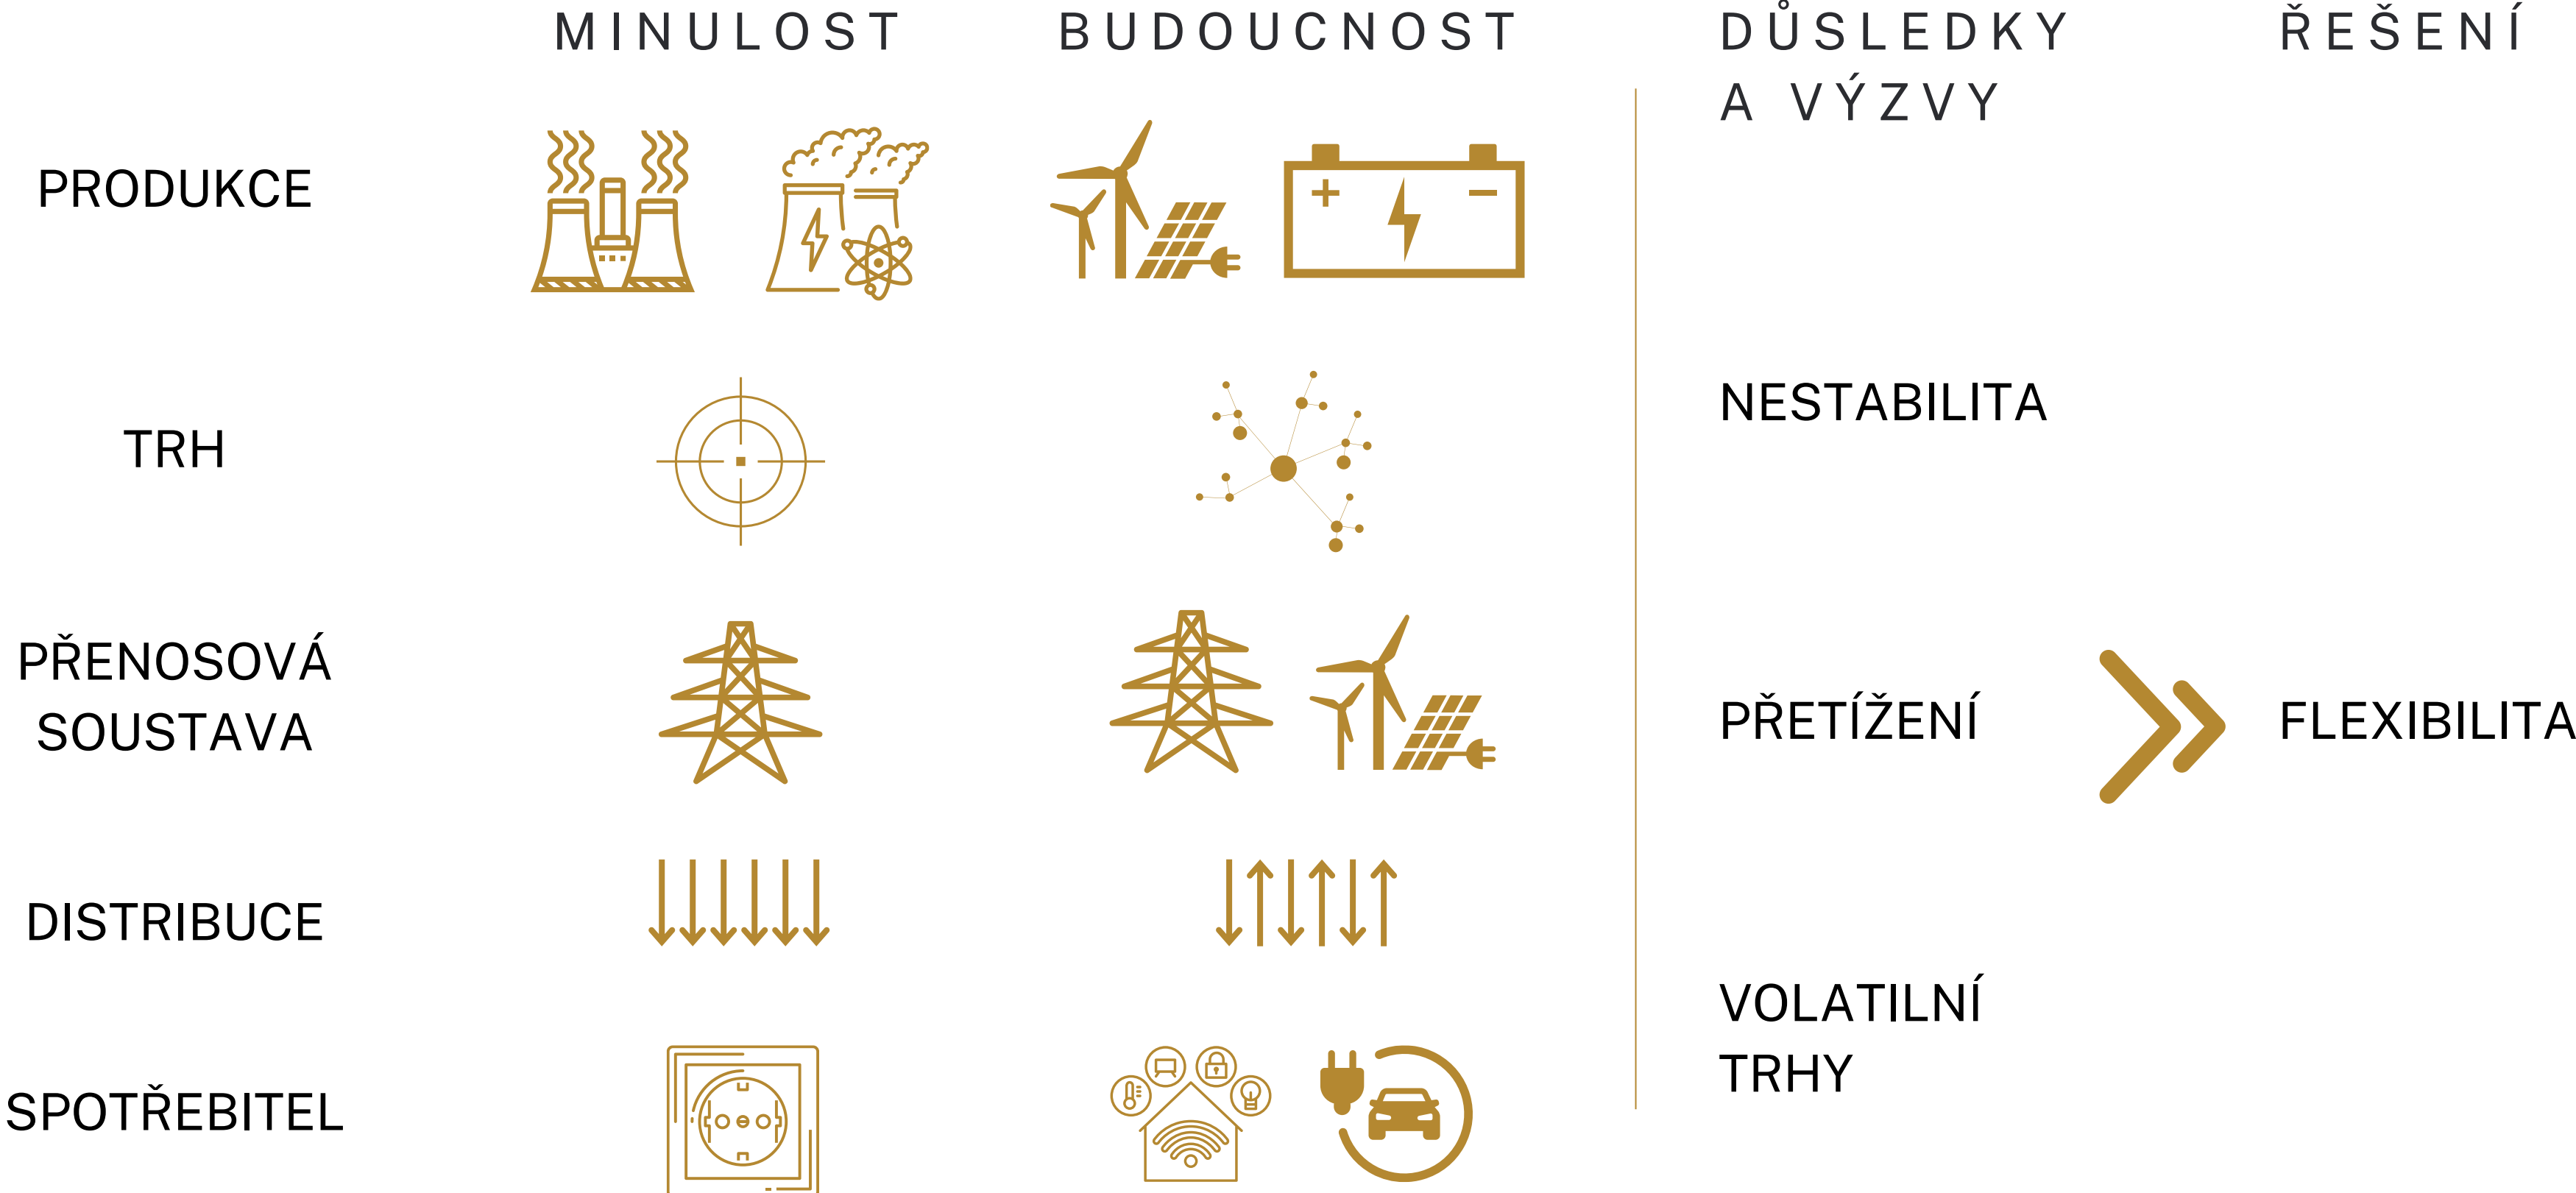 MINULOST
BUDOUCNOST
DŮSLEDKY
A VÝZVY
ŘEŠENÍ
PRODUKCE
TRH
PŘENOSOVÁ
SOUSTAVA
DISTRIBUCE
SPOTŘEBITEL
NESTABILITA
PŘETÍŽENÍ
VOLATILNÍ
TRHY
FLEXIBILITA